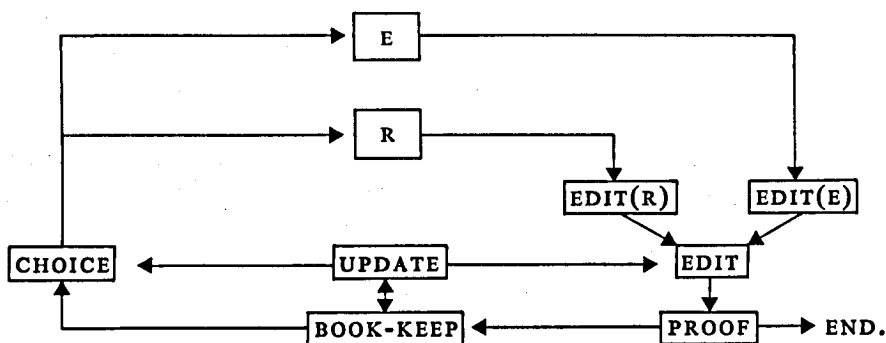 E
R
EDIT(R) EDIT(E)
CHOICE UPDATE EDIT
BOOK-KEEP PROOF END.